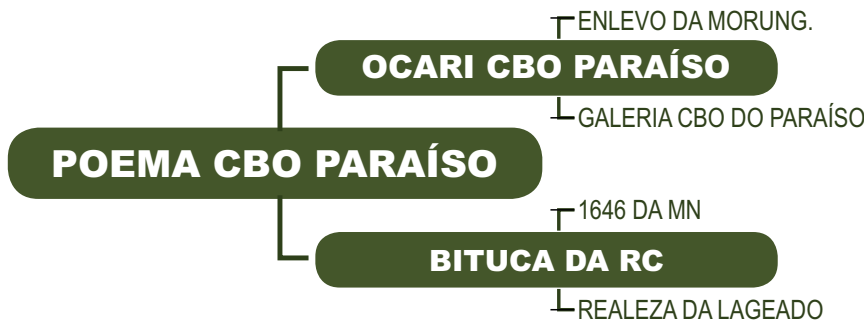 ENLEVO DA MORUNG.
OCARI CBO PARAÍSO
GALERIA CBO DO PARAÍSO
POEMA CBO PARAÍSO
1646 DA MN
BITUCA DA RC
REALEZA DA LAGEADO